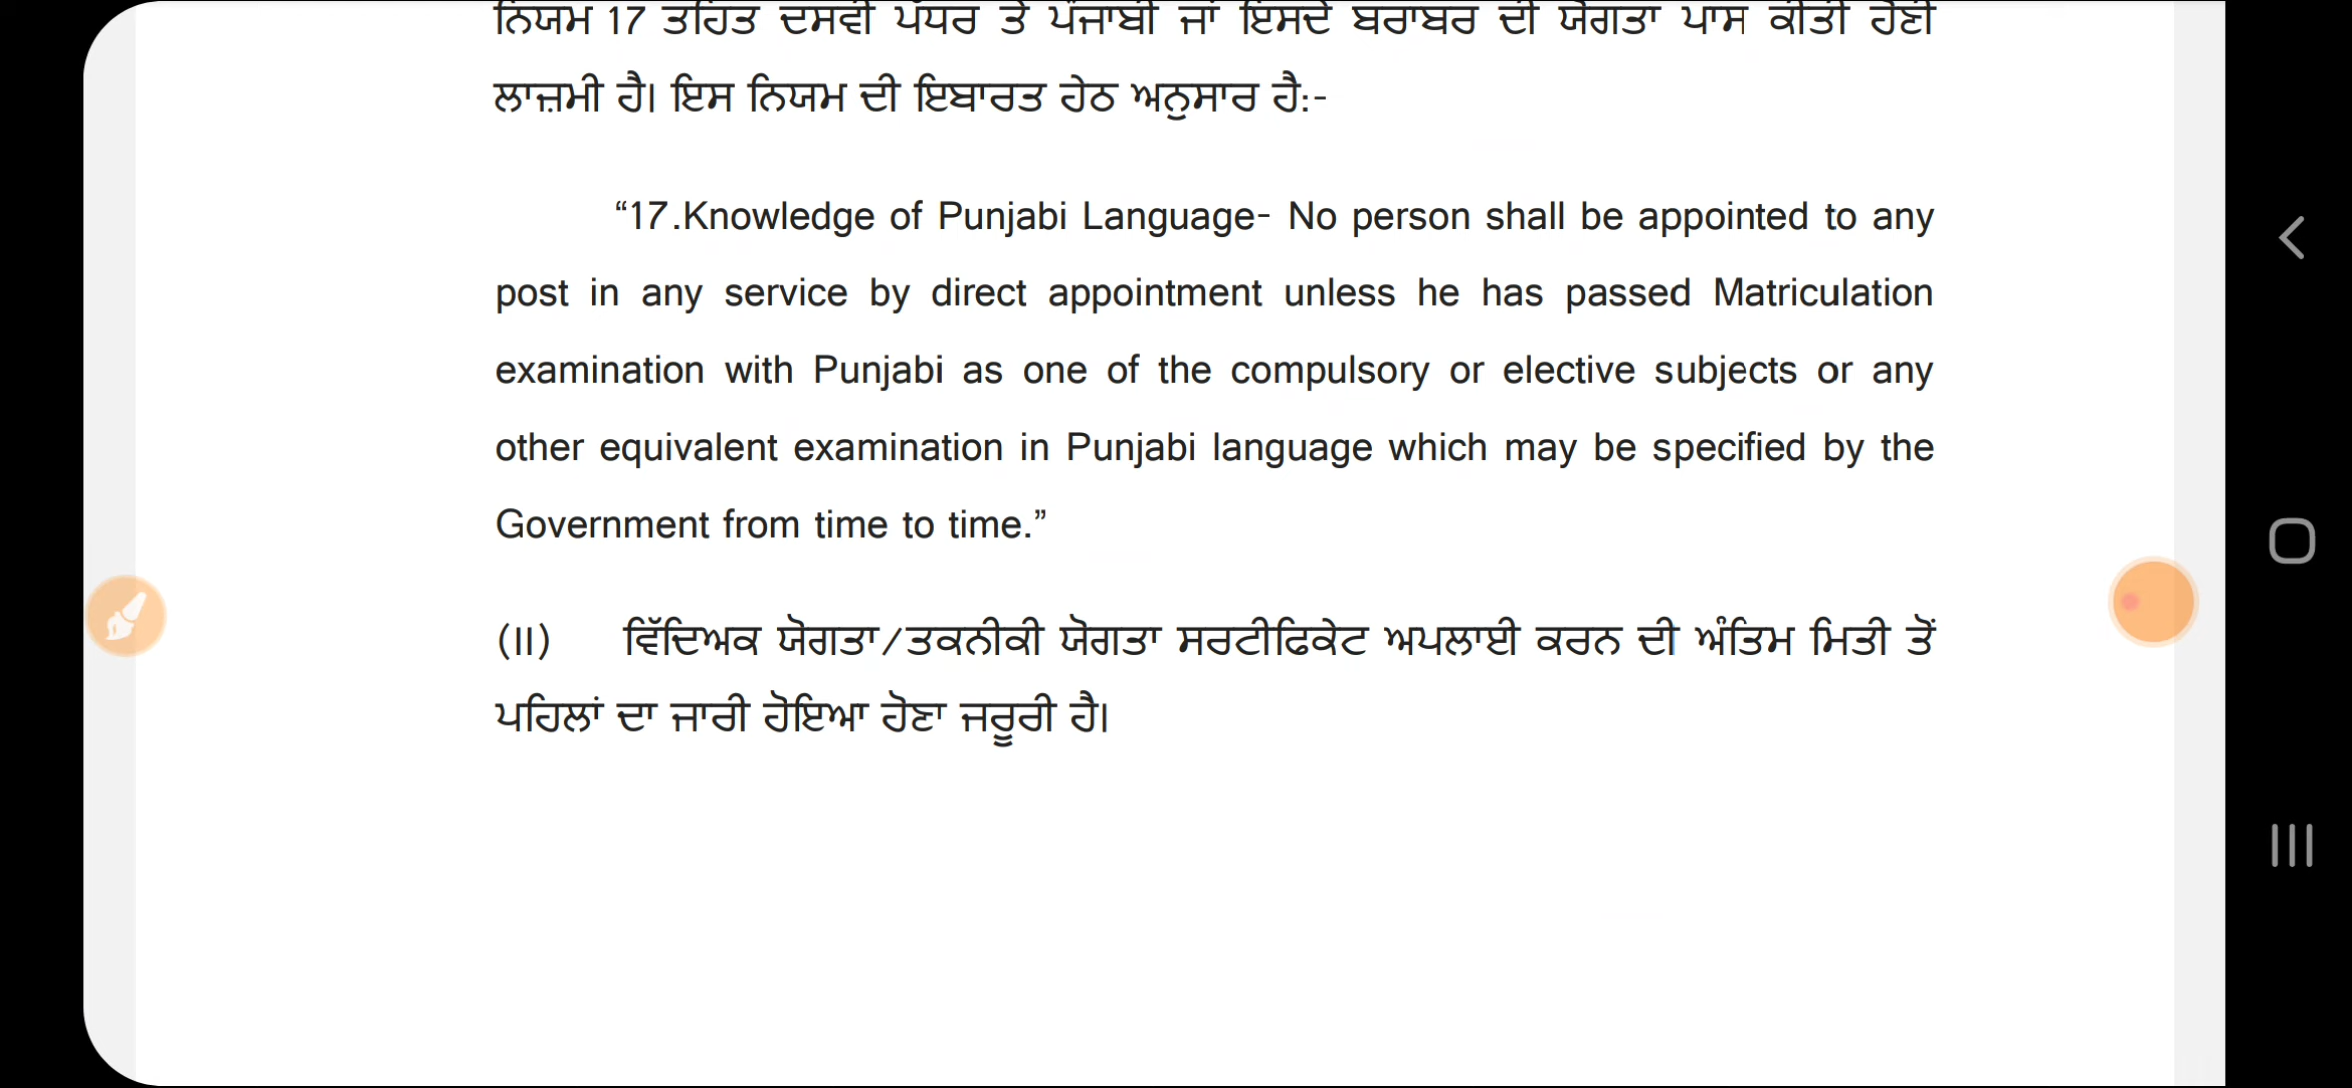 ਨਿਯਮ 17 ਤਹਿਤ ਦਸਵੀਂ ਪੱਧਰ ਤੇ ਪੰਜਾਬੀ ਜਾਂ ਇਸਦੇ ਬਰਾਬਰ ਦੀ ਯੋਗਤਾ ਪਾਸ ਕੀਤੀ ਹੋਣੀ
ਲਾਜ਼ਮੀ ਹੈ। ਇਸ ਨਿਯਮ ਦੀ ਇਬਾਰਤ ਹੇਠ ਅਨੁਸਾਰ ਹੈ:-
“17.Knowledge of Punjabi Language- No person shall be appointed to any
post in any service by direct appointment unless he has passed Matriculation
examination with Punjabi as one of the compulsory or elective subjects or any
other equivalent examination in Punjabi language which may be specified by the
Government from time to time.”
(II) ਵਿੱਦਿਅਕ ਯੋਗਤਾ/ਤਕਨੀਕੀ ਯੋਗਤਾ ਸਰਟੀਫਿਕੇਟ ਅਪਲਾਈ ਕਰਨ ਦੀ ਅੰਤਿਮ ਮਿਤੀ ਤੋਂ
ਪਹਿਲਾਂ ਦਾ ਜਾਰੀ ਹੋਇਆ ਹੋਣਾ ਜਰੂਰੀ ਹੈ।